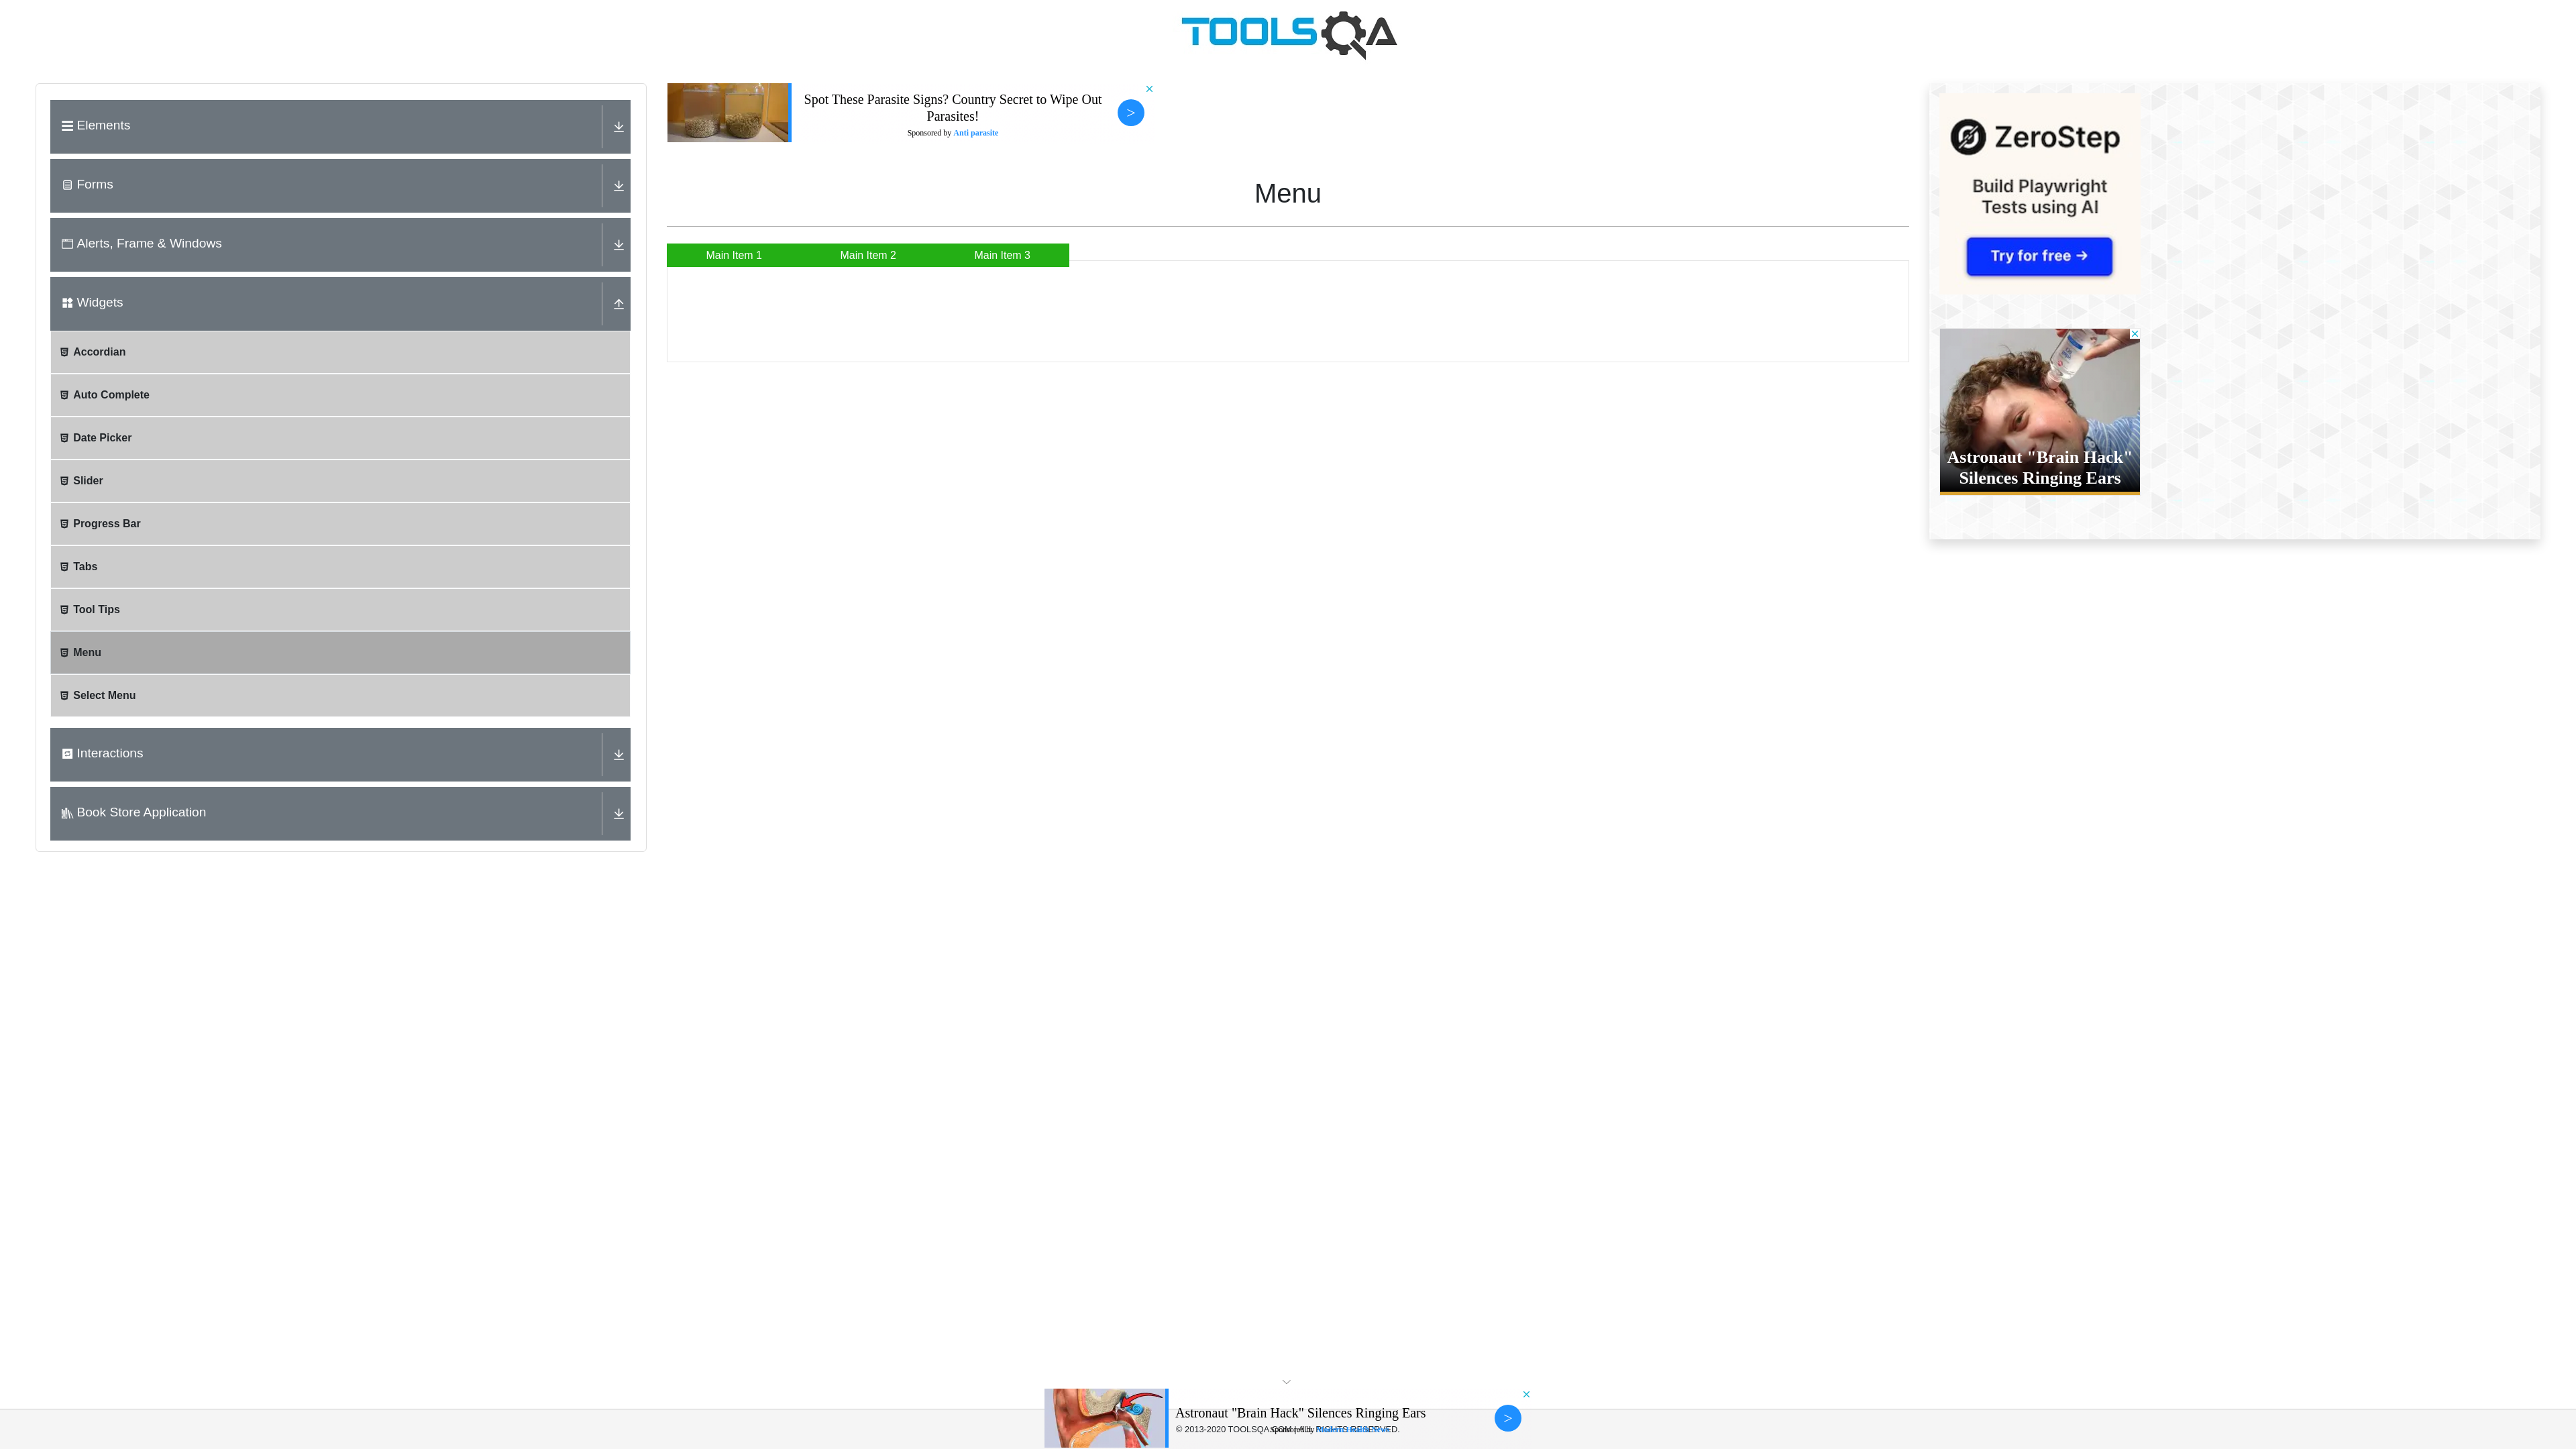 TOOLSQA
Elements
Forms
Alerts, Frame & Windows
Widgets
Accordian
Auto Complete
Date Picker
Slider
Progress Bar
Tabs
Tool Tips
Menu
Select Menu
Interactions
Book Store Application
Spot These Parasite Signs? Country Secret to Wipe Out
Parasites!
Sponsored by Anti parasite
>
Menu
Main Item 1
Main Item 2
Main Item 3
ZeroStep
Build Playwright
Tests using AI
Try for free →
Astronaut "Brain Hack"
Silences Ringing Ears
Astronaut "Brain Hack" Silences Ringing Ears
>
© 2013-2020 TOOLSQA.COM | ALL RIGHTS RESERVED.